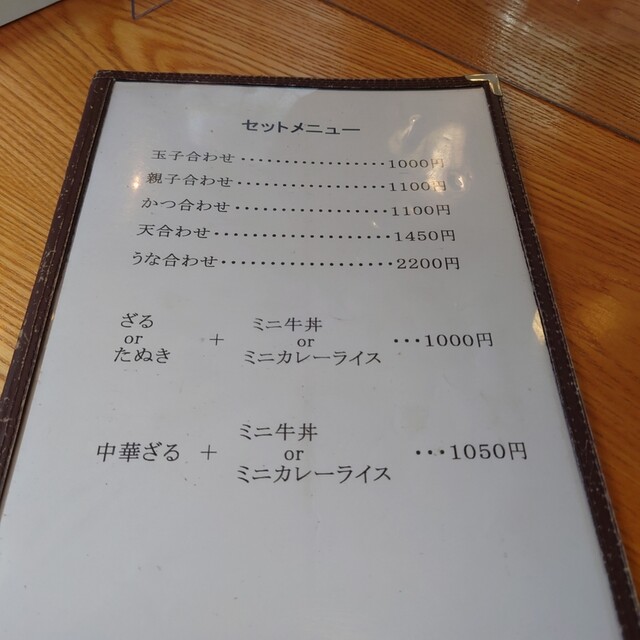 セットメニュー
玉子合わせ・・・・・・・・・・・・・・・・・1000円
親子合わせ・・・・・・・・・・・・・・・・・1100円
かつ合わせ・・・・・・・・・・・・・・・・・1100円
天合わせ・・・・・・・・・・・・・・・・・・・・1450円
うな合わせ・・・・・・・・・・・・・・・・・・・・2200円
ざる or たぬき ＋ ミニ牛丼 or ミニカレーライス ・・・1000円
中華ざる ＋ ミニ牛丼 or ミニカレーライス ・・・1050円